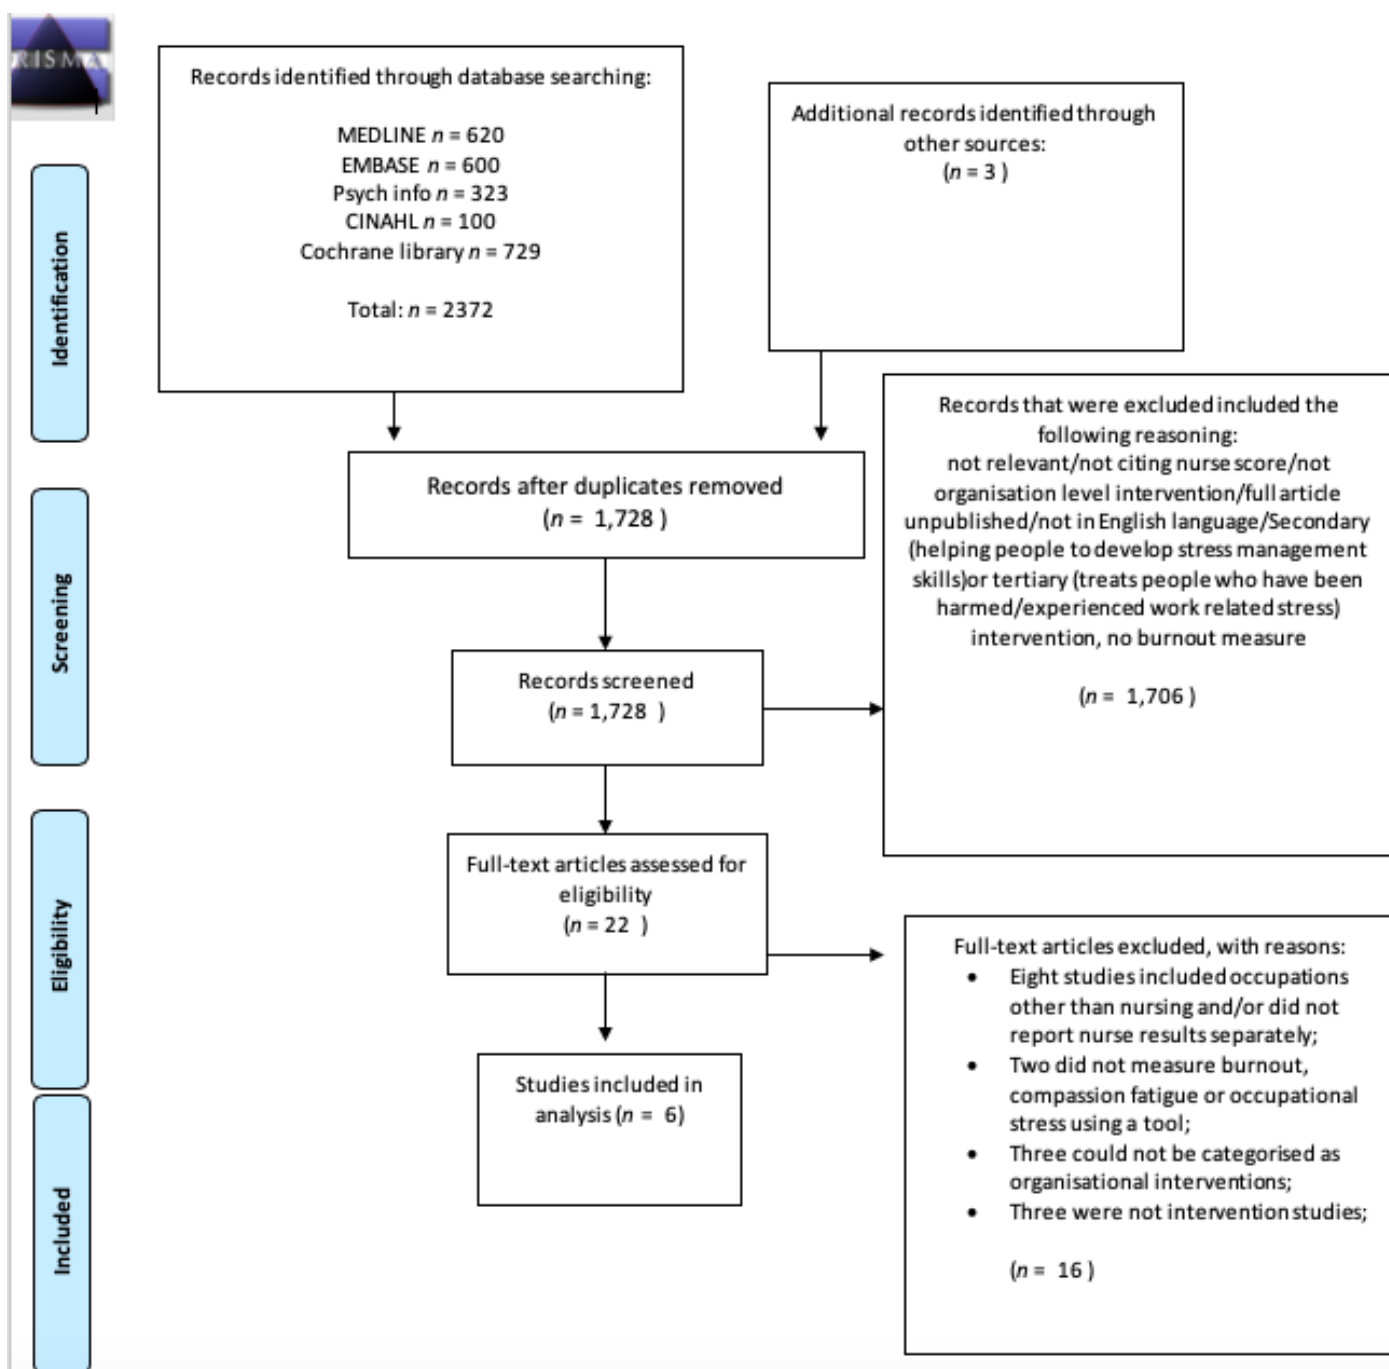 RISMA
Records identified through database searching:
MEDLINE n = 620
EMBASE n = 600
Psych info n = 323
CINAHL n = 100
Cochrane library n = 729
Total: n = 2372
Additional records identified through
other sources:
(n = 3 )
Identification
Records that were excluded included the
following reasoning:
not relevant/not citing nurse score/not
organisation level intervention/full article
unpublished/not in English language/Secondary
(helping people to develop stress management
skills)or tertiary (treats people who have been
harmed/experienced work related stress)
intervention, no burnout measure
(n = 1,706 )
Records after duplicates removed
(n = 1,728 )
Screening
Records screened
(n = 1,728 )
Eligibility
Full-text articles assessed for
eligibility
(n = 22 )
Full-text articles excluded, with reasons:
• Eight studies included occupations
other than nursing and/or did not
report nurse results separately;
• Two did not measure burnout,
compassion fatigue or occupational
stress using a tool;
• Three could not be categorised as
organisational interventions;
• Three were not intervention studies;
(n = 16 )
Included
Studies included in
analysis (n = 6)